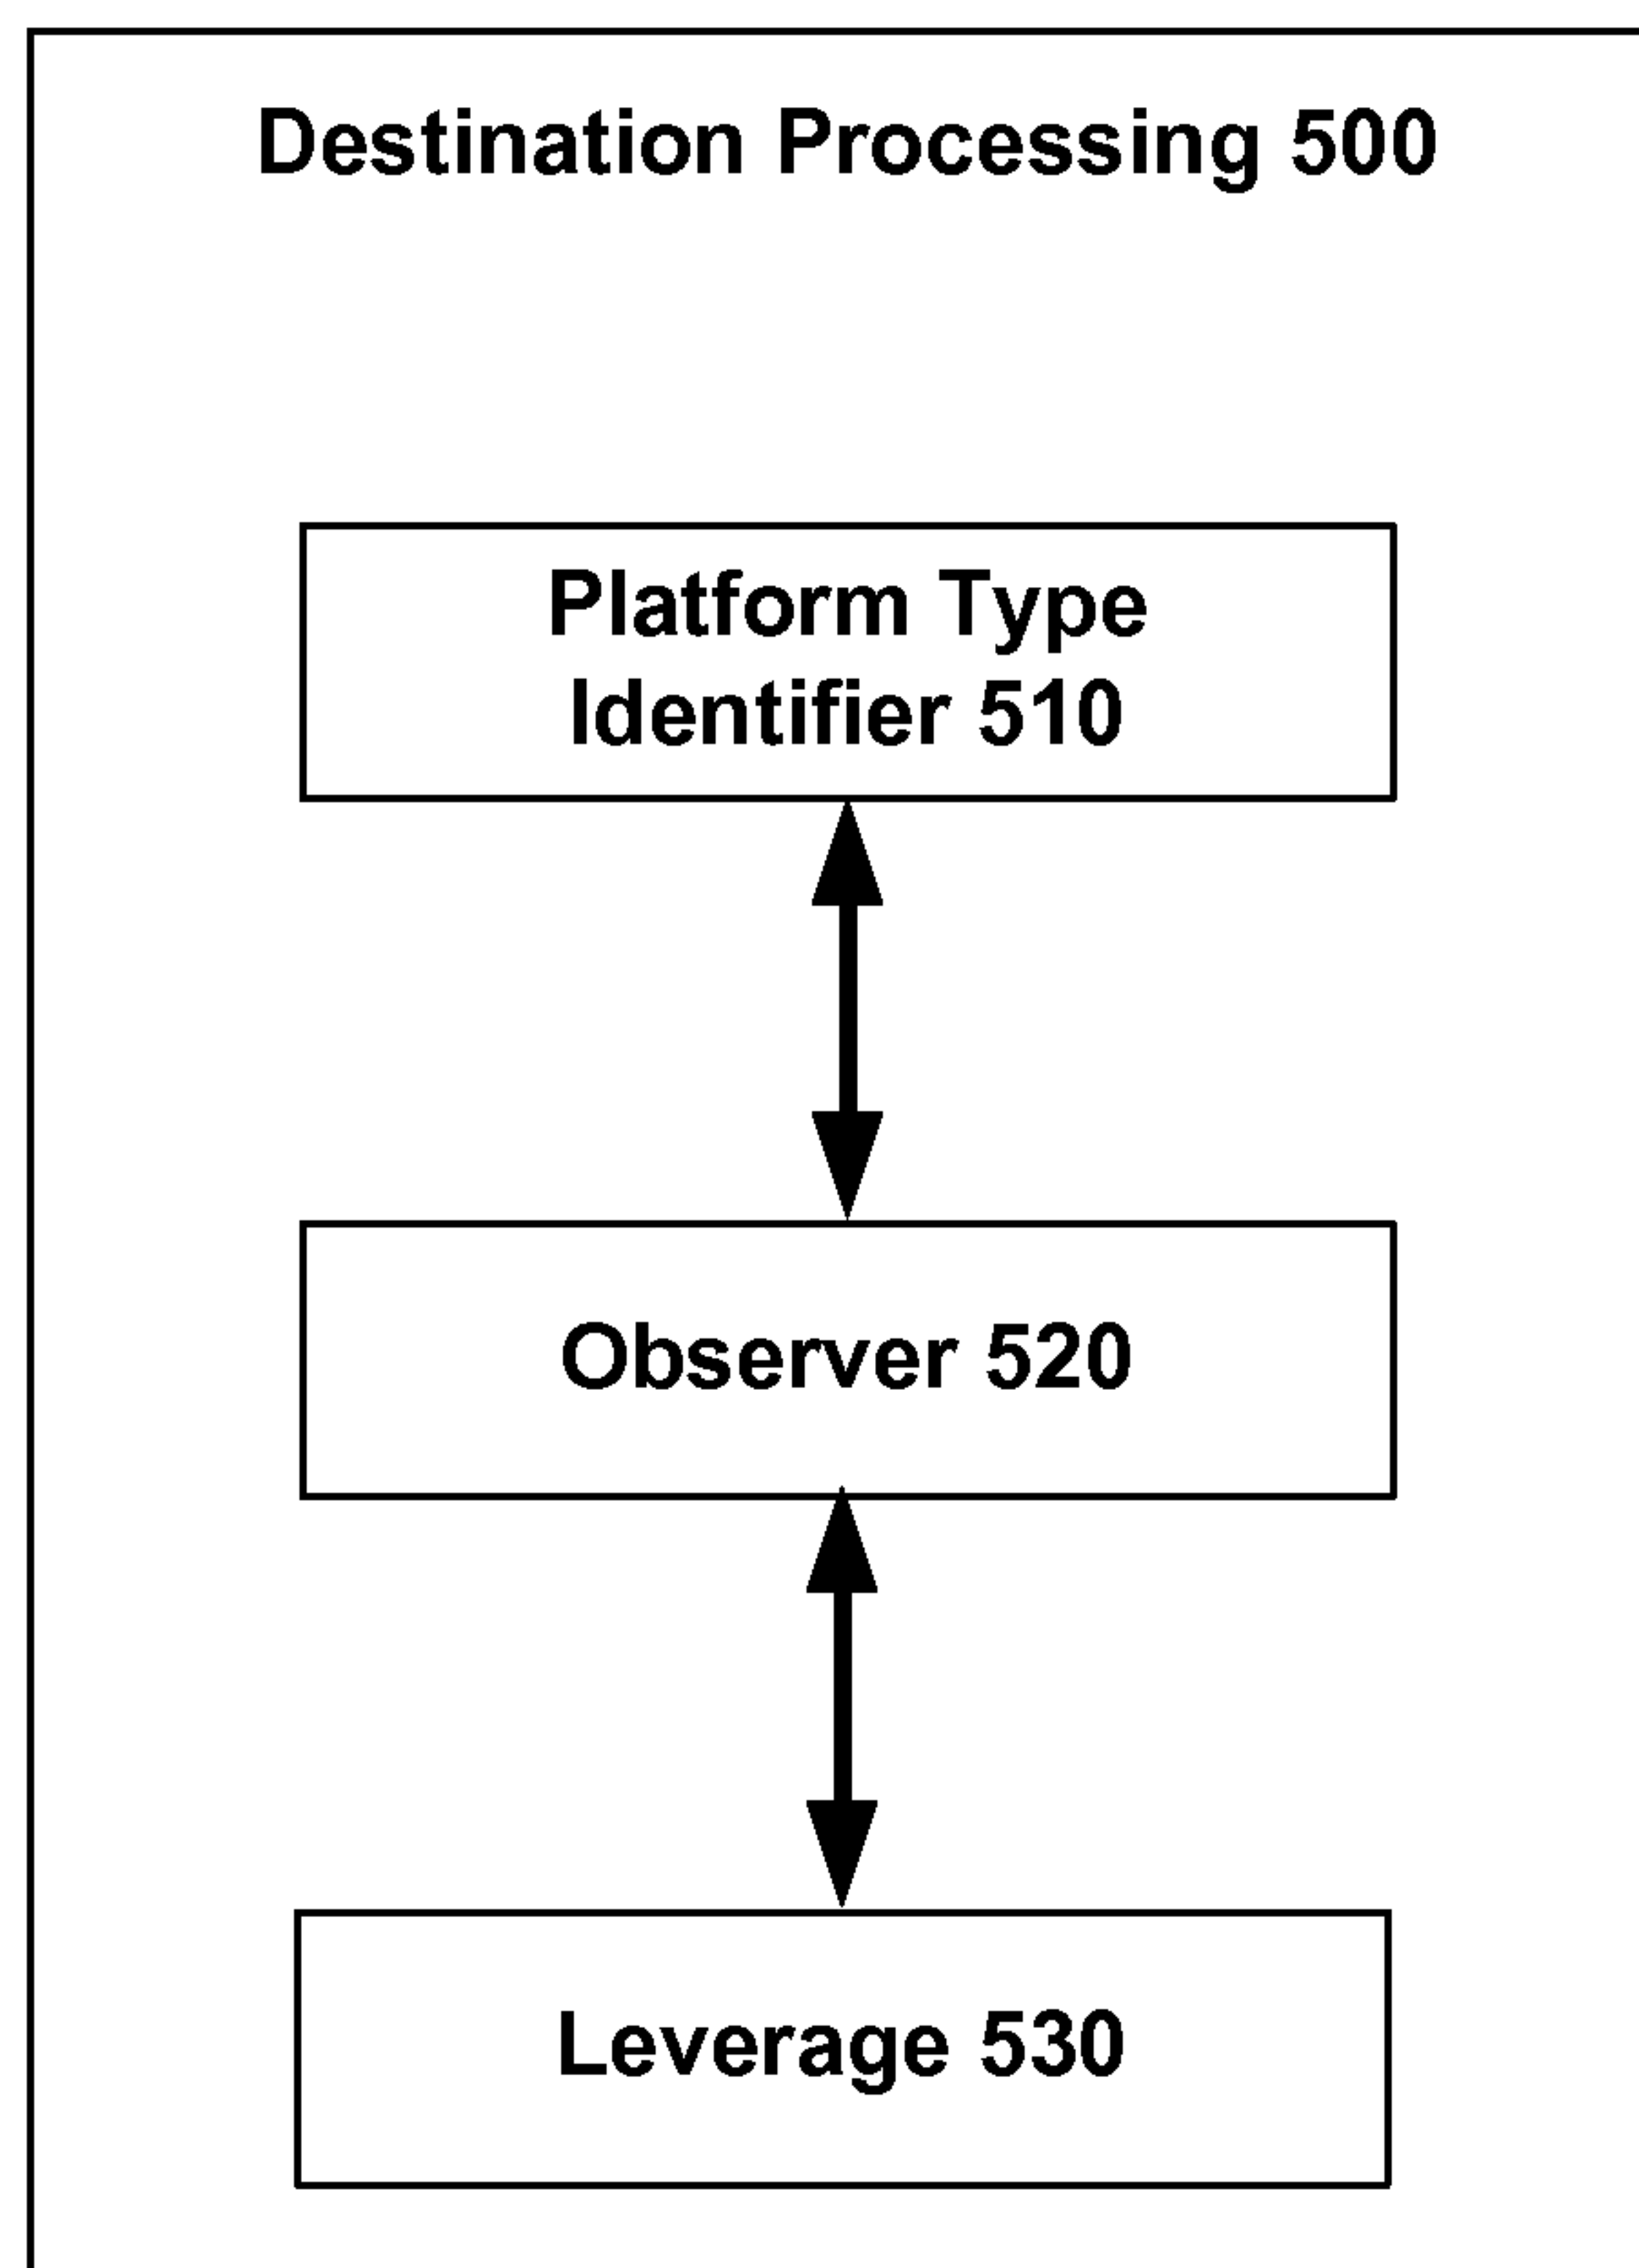 Destination Processing 500
Platform Type
Identifier 510
Observer 520
Leverage 530